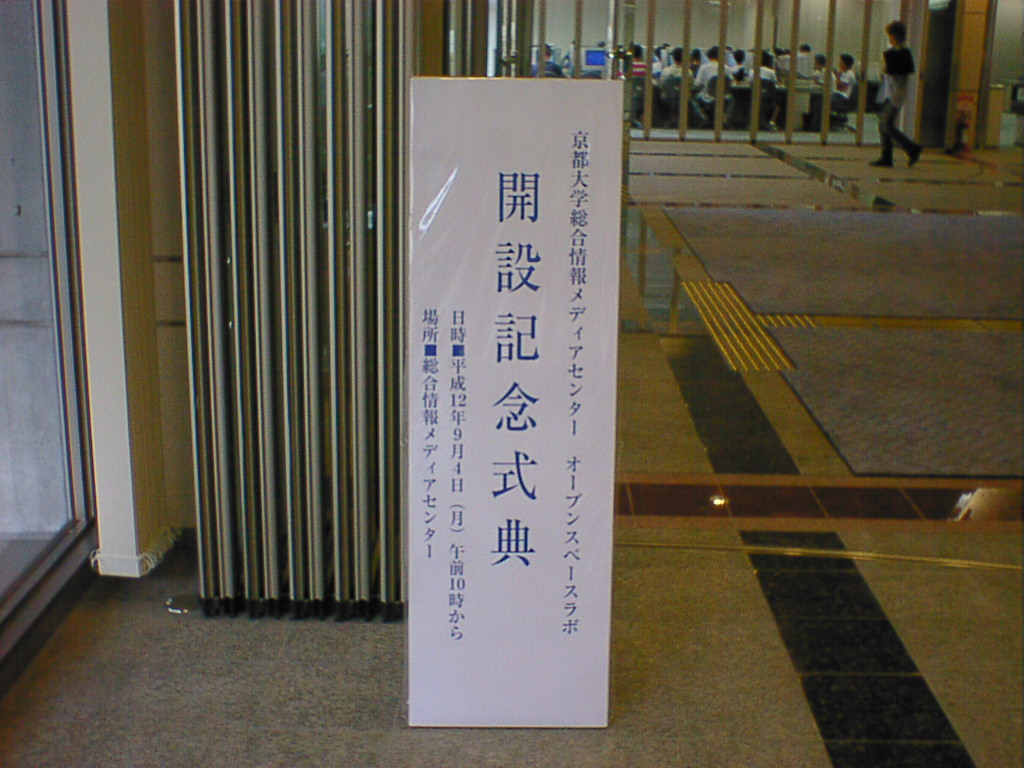 京都大学総合情報メディアセンター　オープンスペースラボ
開設記念式典
日時■平成12年9月4日（月）午前10時から
場所■総合情報メディアセンター